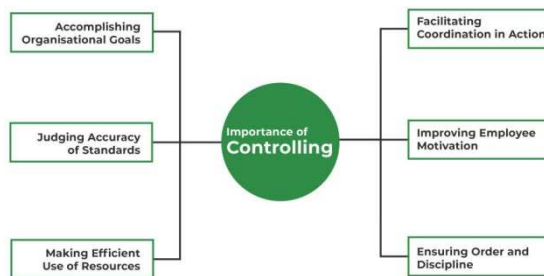 Accomplishing
Organisational Goals
Judging Accuracy
of Standards
Making Efficient
Use of Resources
Importance of
Controlling
Facilitating
Coordination in Action
Improving Employee
Motivation
Ensuring Order and
Discipline